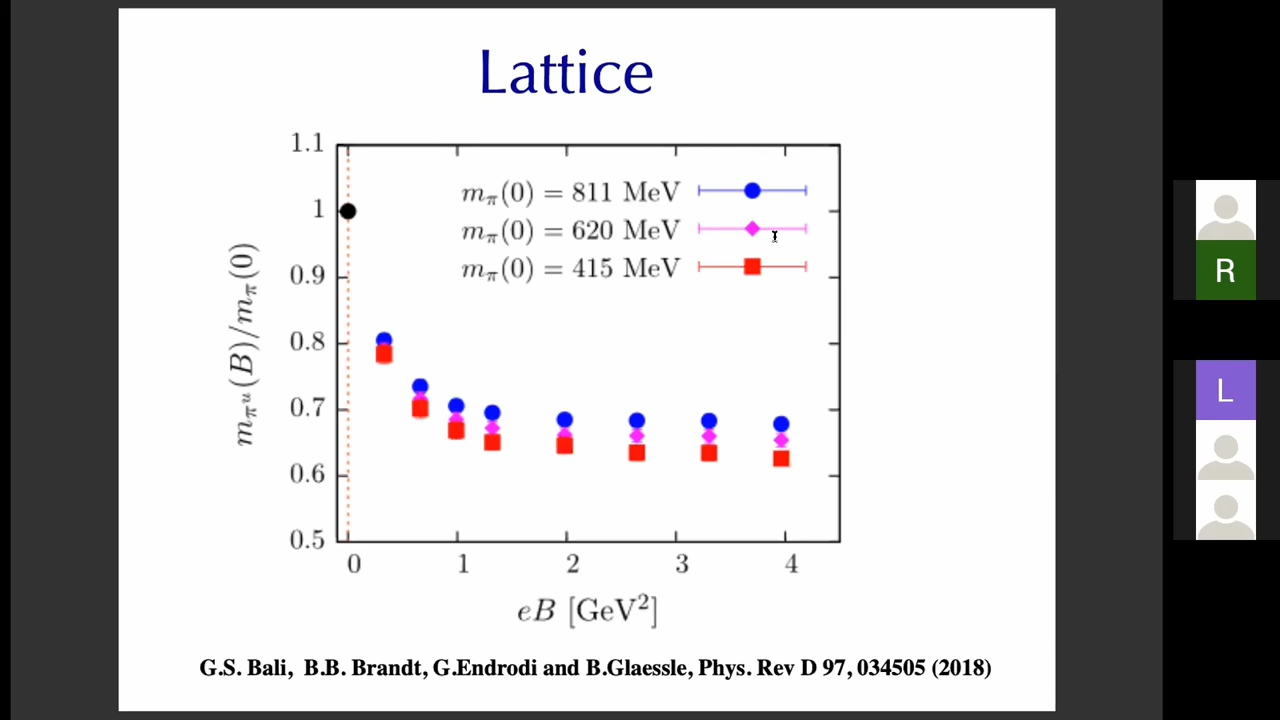 Lattice
1.1
1
0.9
0.8
0.7
0.6
0.5
m_{π^u}(B)/m_π(0)
m_π(0) = 811 MeV
m_π(0) = 620 MeV
m_π(0) = 415 MeV
0 1 2 3 4
eB [GeV²]
G.S. Bali, B.B. Brandt, G.Endrodi and B.Glaessle, Phys. Rev D 97, 034505 (2018)
R
L